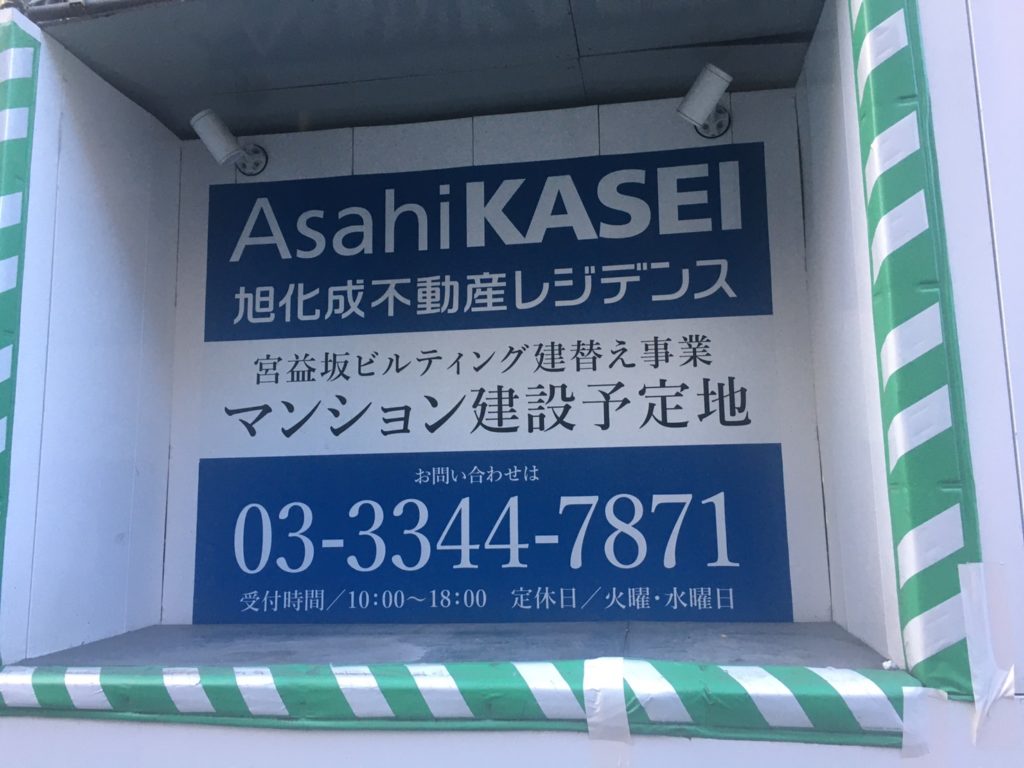 AsahiKASEI
旭化成不動産レジデンス
宮益坂ビルディング建替え事業
マンション建設予定地
お問い合わせは
03-3344-7871
受付時間／10:00〜18:00 定休日／火曜・水曜日